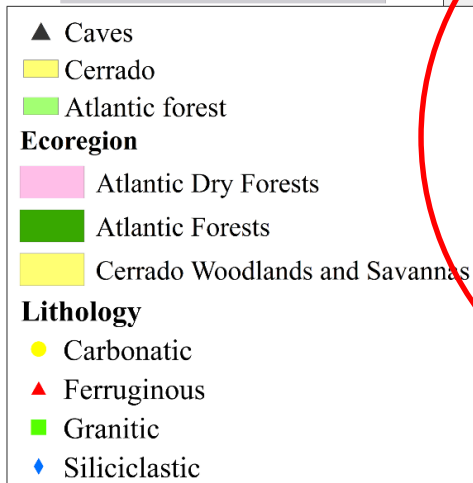 Caves
Cerrado
Atlantic forest
Ecoregion
Atlantic Dry Forests
Atlantic Forests
Cerrado Woodlands and Savannas
Lithology
Carbonatic
Ferruginous
Granitic
Siliciclastic